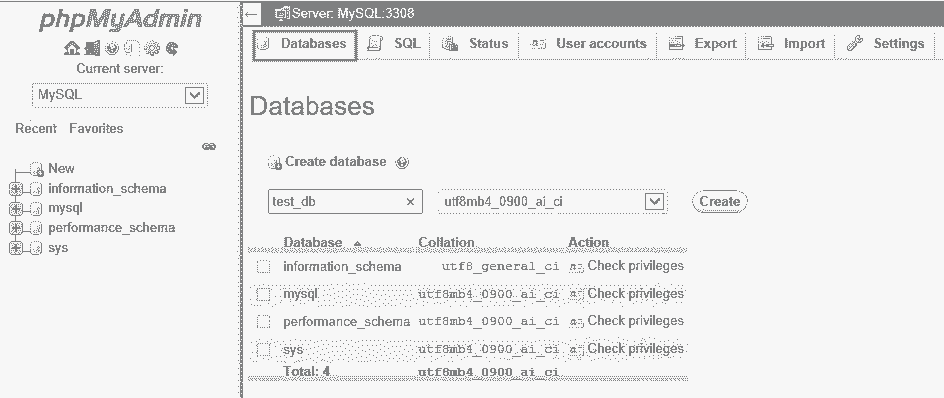 phpMyAdmin
Current server:
MySQL
Recent Favorites
New
information_schema
mysql
performance_schema
sys
Server: MySQL:3308
Databases SQL Status User accounts Export Import Settings
Databases
Create database
test_db × utf8mb4_0900_ai_ci Create
Database Collation Action
information_schema utf8_general_ci Check privileges
mysql utf8mb4_0900_ai_ci Check privileges
performance_schema utf8mb4_0900_ai_ci Check privileges
sys utf8mb4_0900_ai_ci Check privileges
Total: 4 utf8mb4_0900_ai_ci